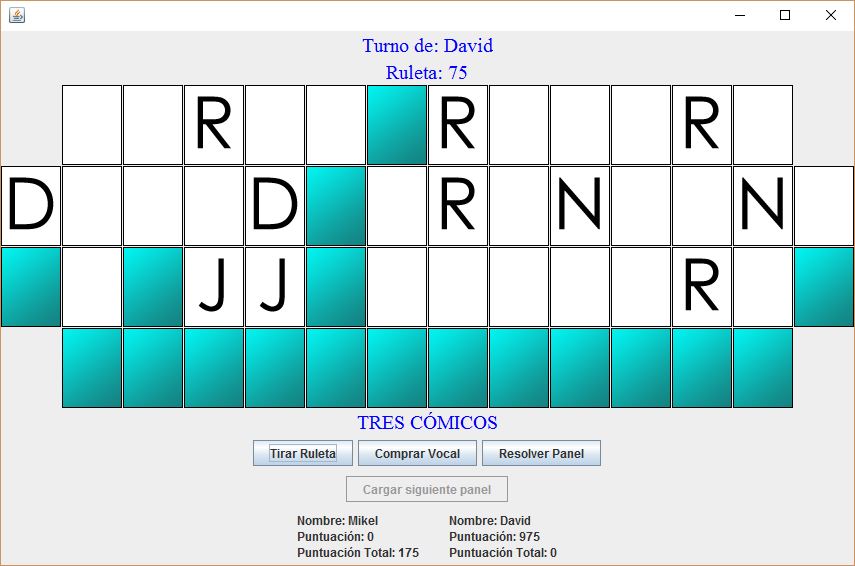 Turno de: David
Ruleta: 75
R R R
D D R N N
J J R
TRES CÓMICOS
Tirar Ruleta Comprar Vocal Resolver Panel
Cargar siguiente panel
Nombre: Mikel Nombre: David
Puntuación: 0 Puntuación: 975
Puntuación Total: 175 Puntuación Total: 0